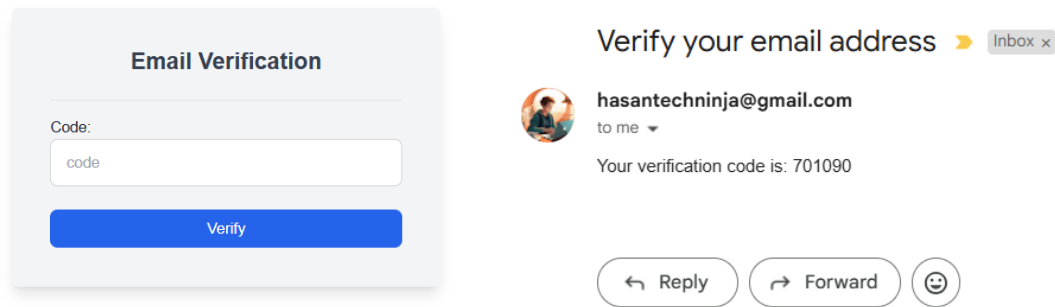 Email Verification
Code:
code
Verify
Verify your email address
Inbox x
hasantechninja@gmail.com
to me
Your verification code is: 701090
Reply
Forward